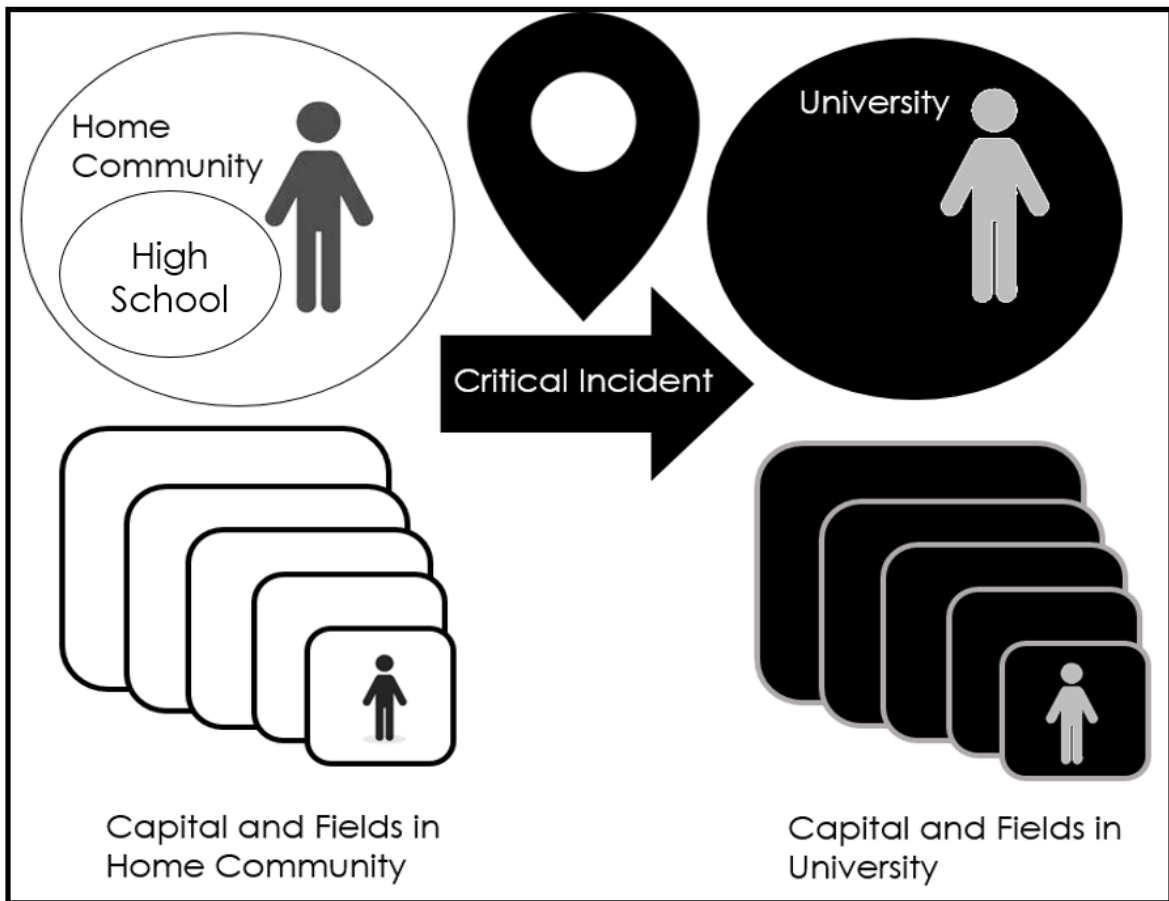 Home
Community
High
School
Critical Incident
University
Capital and Fields in
Home Community
Capital and Fields in
University